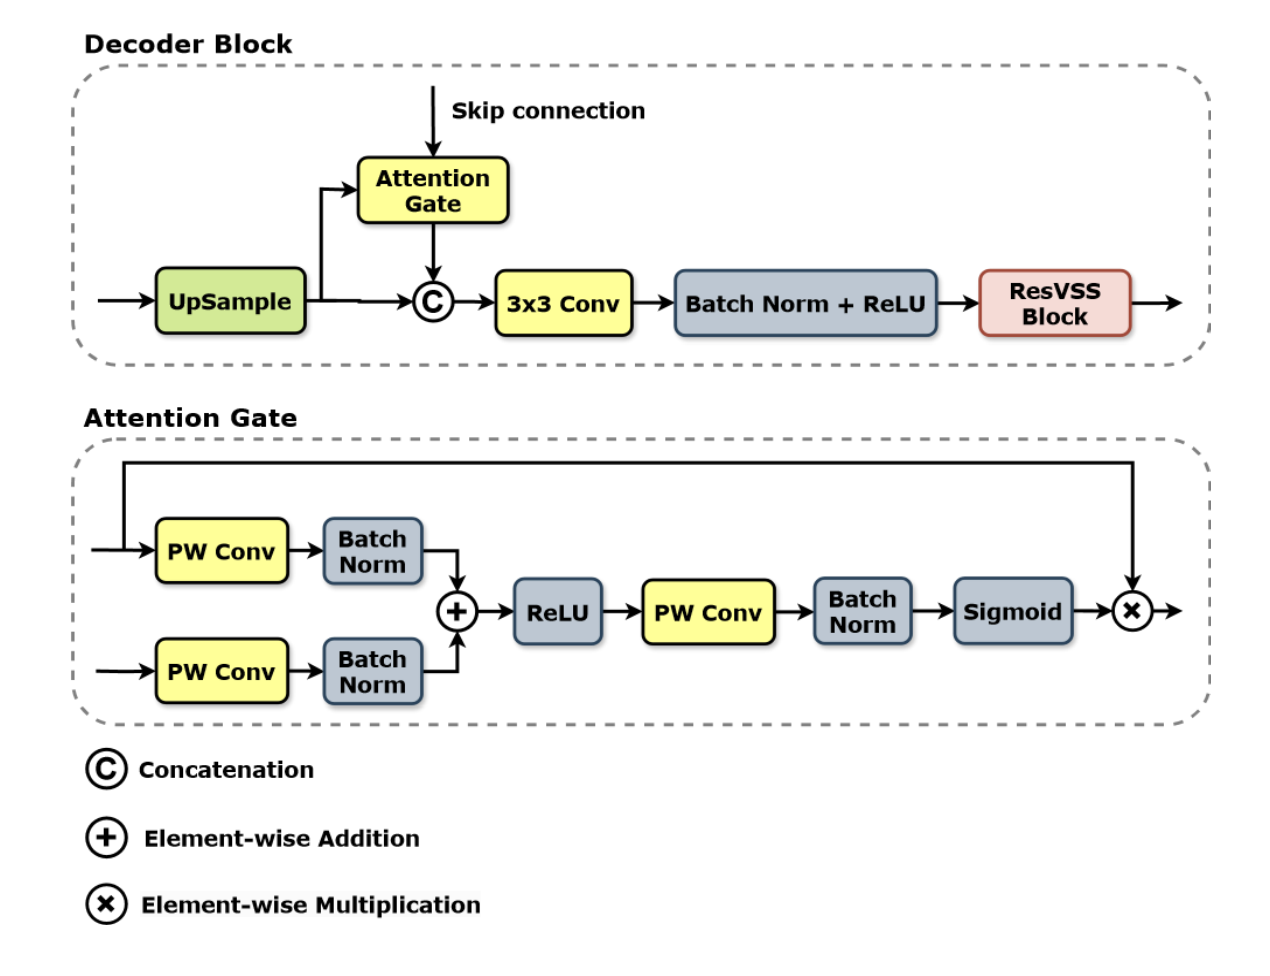 Decoder Block
Skip connection
Attention
Gate
UpSample
C
3x3 Conv
Batch Norm + ReLU
ResVSS
Block
Attention Gate
PW Conv
Batch
Norm
PW Conv
Batch
Norm
+
ReLU
PW Conv
Batch
Norm
Sigmoid
×
C Concatenation
+ Element-wise Addition
× Element-wise Multiplication